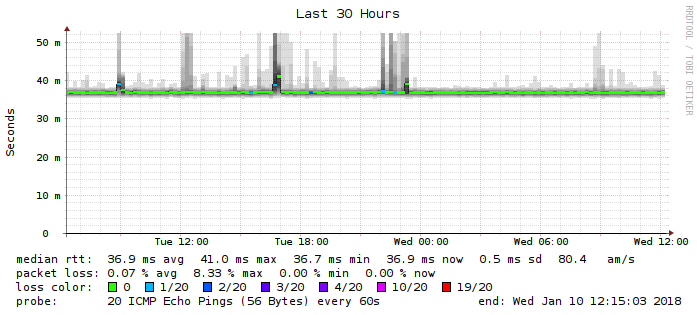 Last 30 Hours
RRDTOOL / TOBI OETIKER
Seconds
50 m
40 m
30 m
20 m
10 m
0
Tue 12:00 Tue 18:00 Wed 00:00 Wed 06:00 Wed 12:00
median rtt: 36.9 ms avg 41.0 ms max 36.7 ms min 36.9 ms now 0.5 ms sd 80.4 am/s
packet loss: 0.07 % avg 8.33 % max 0.00 % min 0.00 % now
loss color: 0 1/20 2/20 3/20 4/20 10/20 19/20
probe: 20 ICMP Echo Pings (56 Bytes) every 60s end: Wed Jan 10 12:15:03 2018